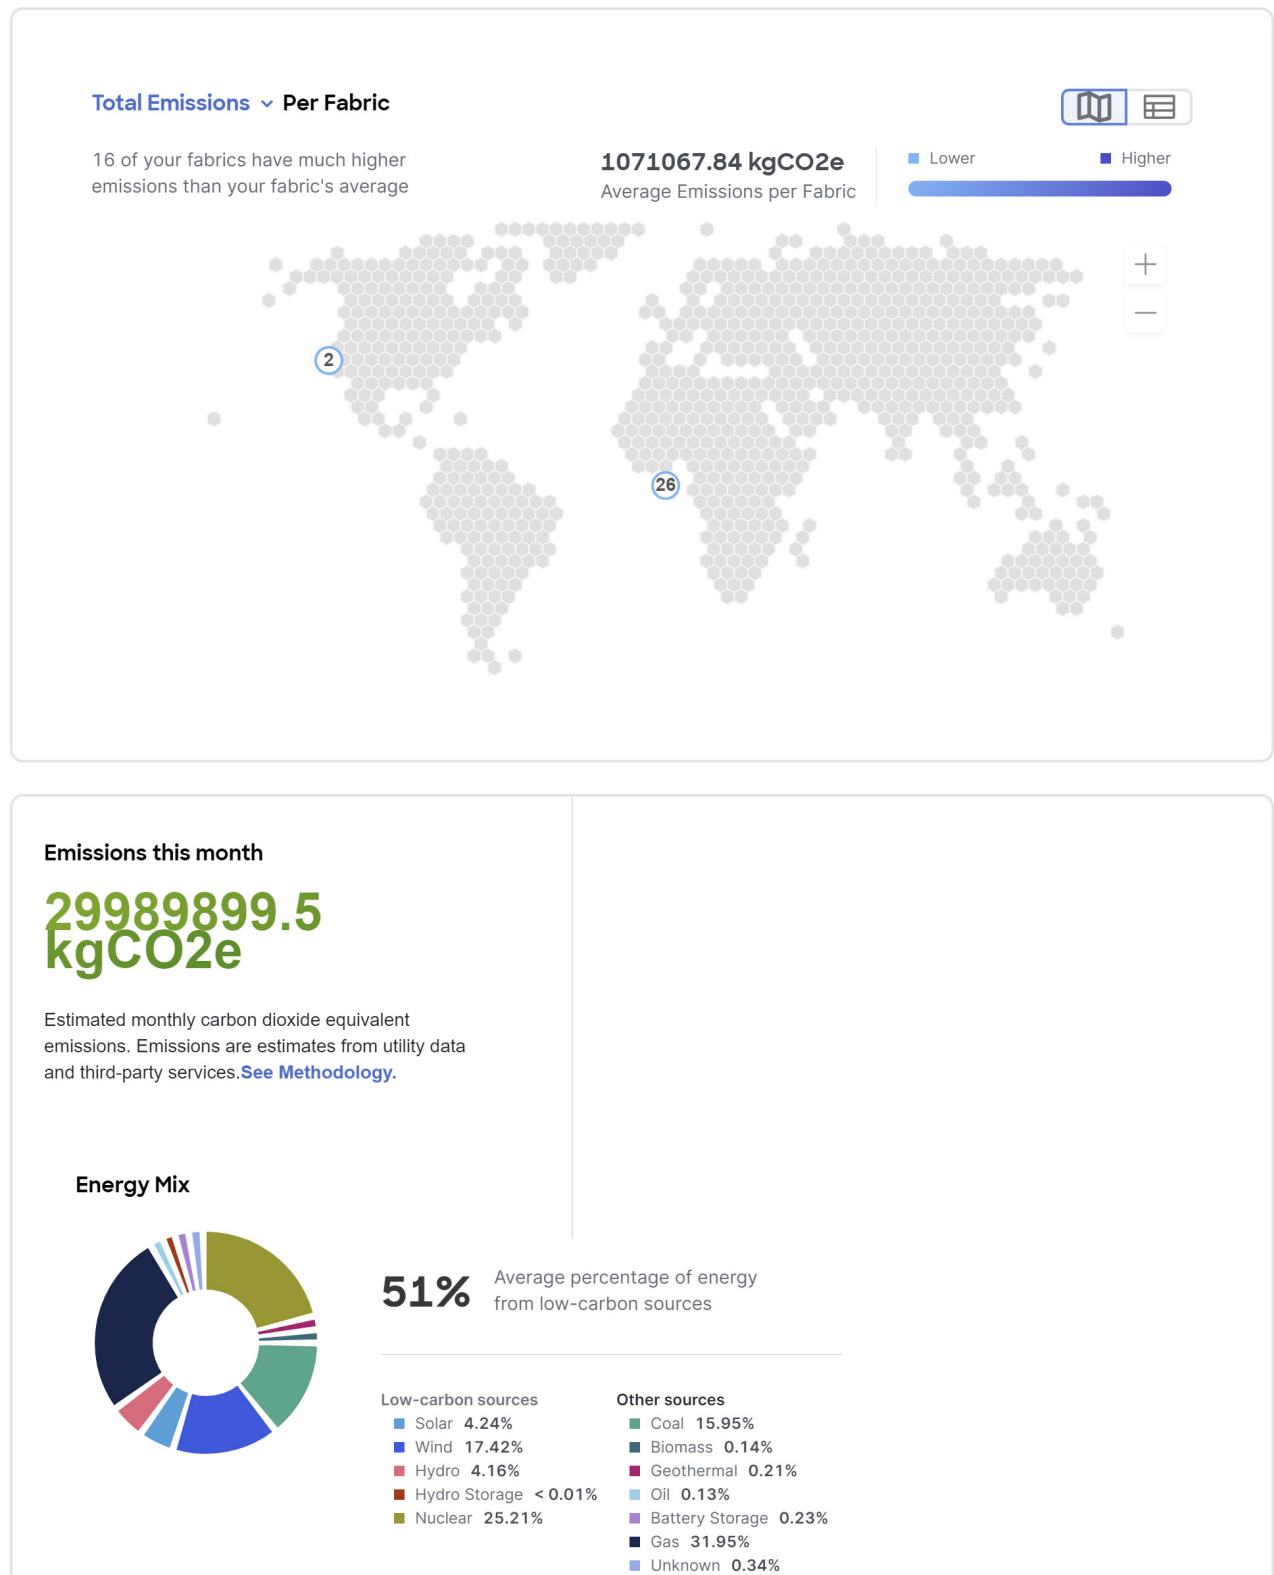 Total Emissions Per Fabric
16 of your fabrics have much higher
emissions than your fabric's average
1071067.84 kgCO2e
Average Emissions per Fabric
Lower
Higher
2
26
Emissions this month
29989899.5
kgCO2e
Estimated monthly carbon dioxide equivalent
emissions. Emissions are estimates from utility data
and third-party services.See Methodology.
Energy Mix
51%
Average percentage of energy
from low-carbon sources
Low-carbon sources
Solar 4.24%
Wind 17.42%
Hydro 4.16%
Hydro Storage < 0.01%
Nuclear 25.21%
Other sources
Coal 15.95%
Biomass 0.14%
Geothermal 0.21%
Oil 0.13%
Battery Storage 0.23%
Gas 31.95%
Unknown 0.34%